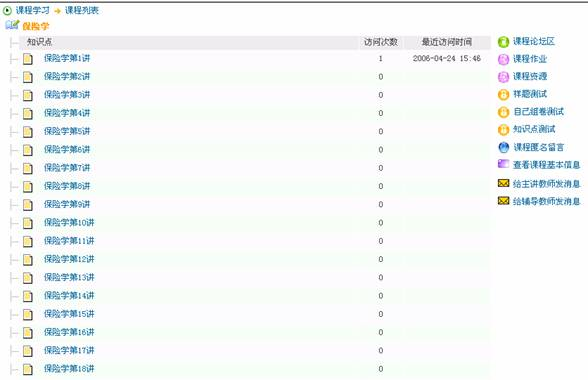 课程学习 课程列表
保险学
知识点 访问次数 最近访问时间
保险学第1讲 1 2006-04-24 15:46
保险学第2讲 0
保险学第3讲 0
保险学第4讲 0
保险学第5讲 0
保险学第6讲 0
保险学第7讲 0
保险学第8讲 0
保险学第9讲 0
保险学第10讲 0
保险学第11讲 0
保险学第12讲 0
保险学第13讲 0
保险学第14讲 0
保险学第15讲 0
保险学第16讲 0
保险学第17讲 0
保险学第18讲 0
课程论坛区
课程作业
课程资源
样题测试
自己组卷测试
知识点测试
课程匿名留言
查看课程基本信息
给主讲教师发消息
给辅导教师发消息